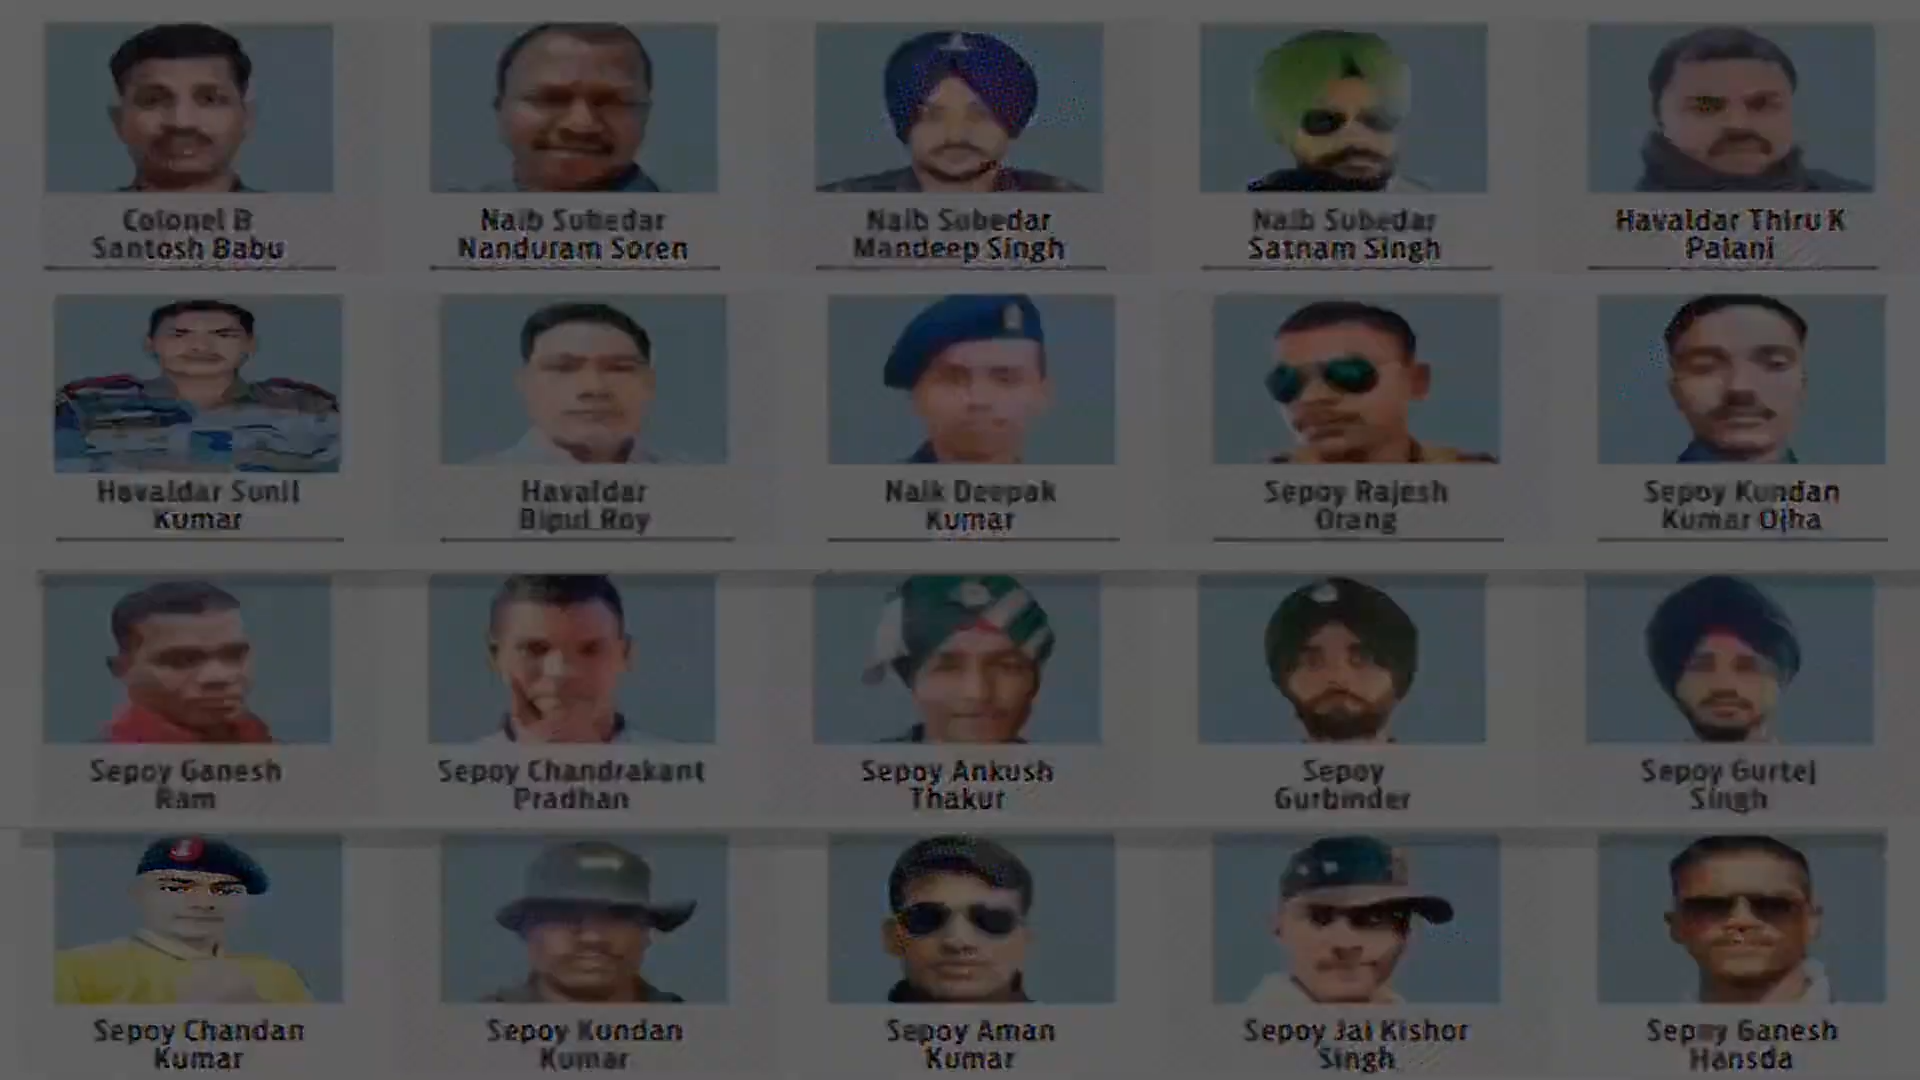 Colonel B
Santosh Babu
Naib Subedar
Nanduram Soren
Naib Subedar
Mandeep Singh
Naib Subedar
Satnam Singh
Havaldar Thiru K
Palani
Havaldar Sunil
Kumar
Havaldar
Bipul Roy
Naik Deepak
Kumar
Sepoy Rajesh
Orang
Sepoy Kundan
Kumar Ojha
Sepoy Ganesh
Ram
Sepoy Chandrakant
Pradhan
Sepoy Ankush
Thakur
Sepoy
Gurbinder
Sepoy Gurtej
Singh
Sepoy Chandan
Kumar
Sepoy Kundan
Kumar
Sepoy Aman
Kumar
Sepoy Jai Kishor
Singh
Sepoy Ganesh
Hansda